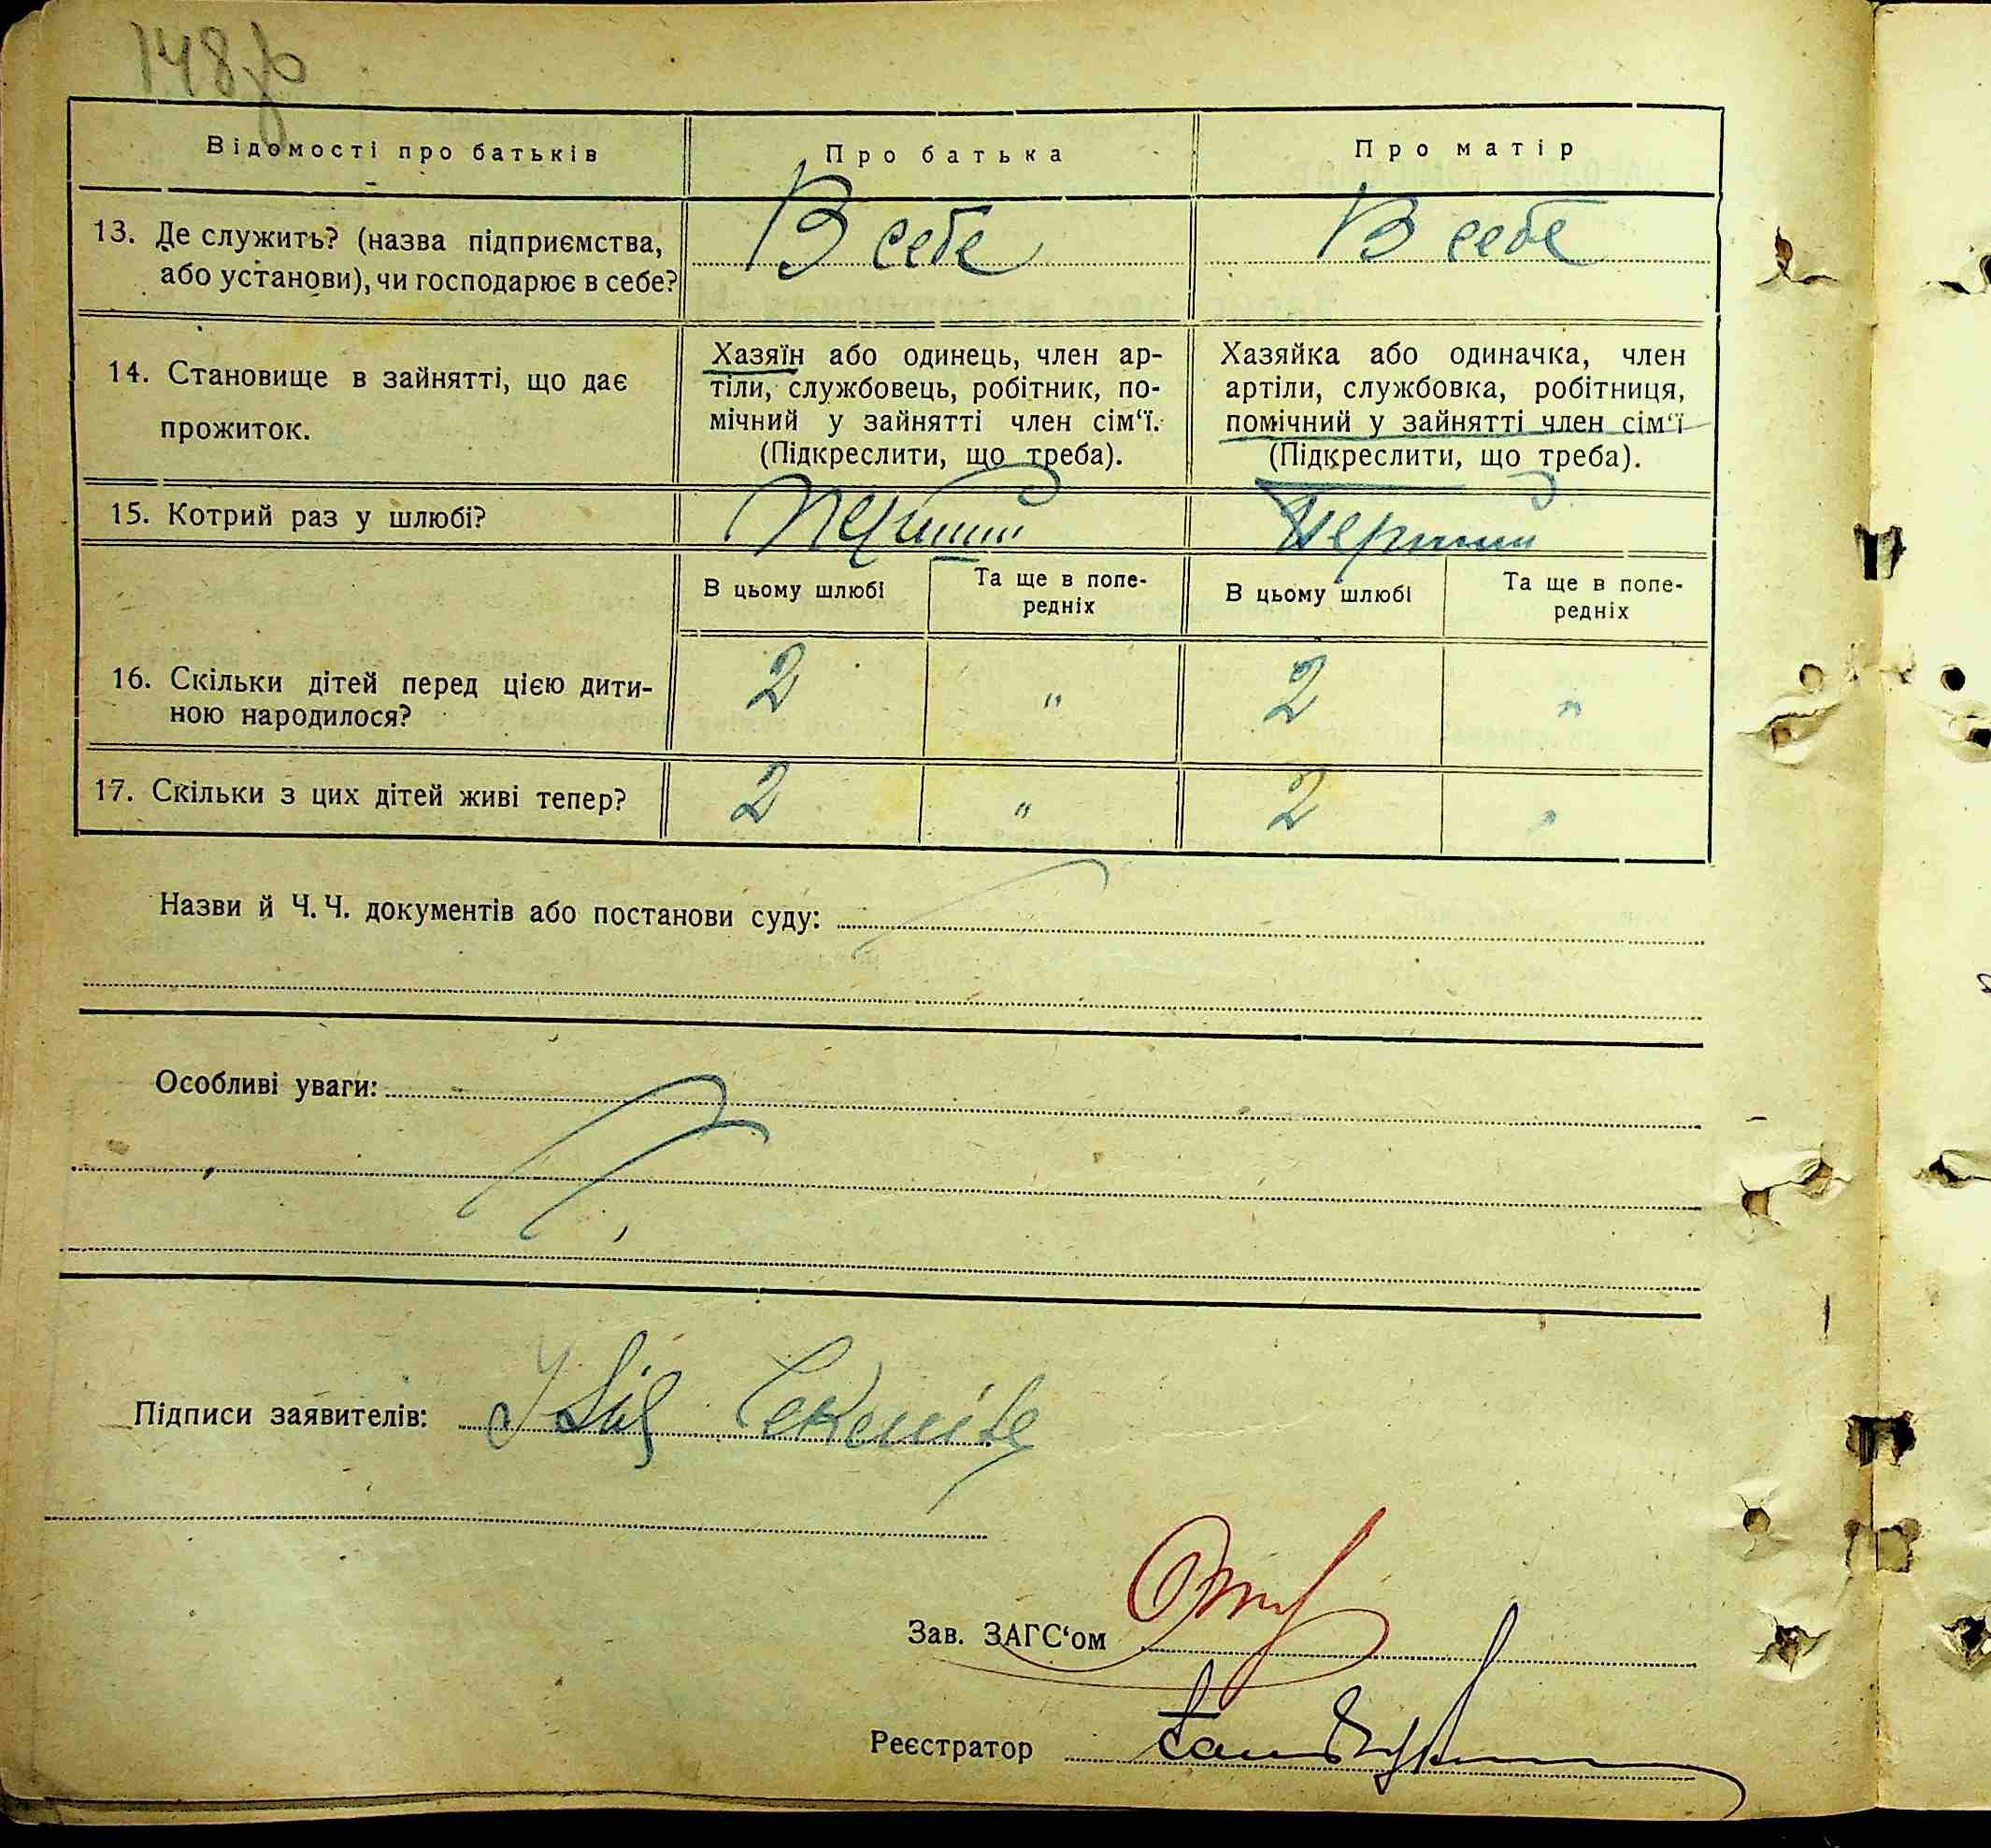 Відомості про батьків
Про батька
Про матір
13. Де служить? (назва підприємства,
або установи), чи господарює в себе?
В себе
В себе
14. Становище в зайнятті, що дає
прожиток.
Хазяїн або одинець, член ар-
тіли, службовець, робітник, по-
мічний у зайнятті член сім‘ї.
(Підкреслити, що треба).
Хазяйка або одиначка, член
артіли, службовка, робітниця,
помічний у зайнятті член сім‘ї
(Підкреслити, що треба).
15. Котрий раз у шлюбі?
Перший
Перший
В цьому шлюбі
Та ще в попе-
редніх
В цьому шлюбі
Та ще в попе-
редніх
16. Скільки дітей перед цією дити-
ною народилося?
2
"
2
"
17. Скільки з цих дітей живі тепер?
2
"
2
"
Назви й Ч. Ч. документів або постанови суду:
Особливі уваги:
Підписи заявителів:
Зав. ЗАГС‘ом
Реєстратор